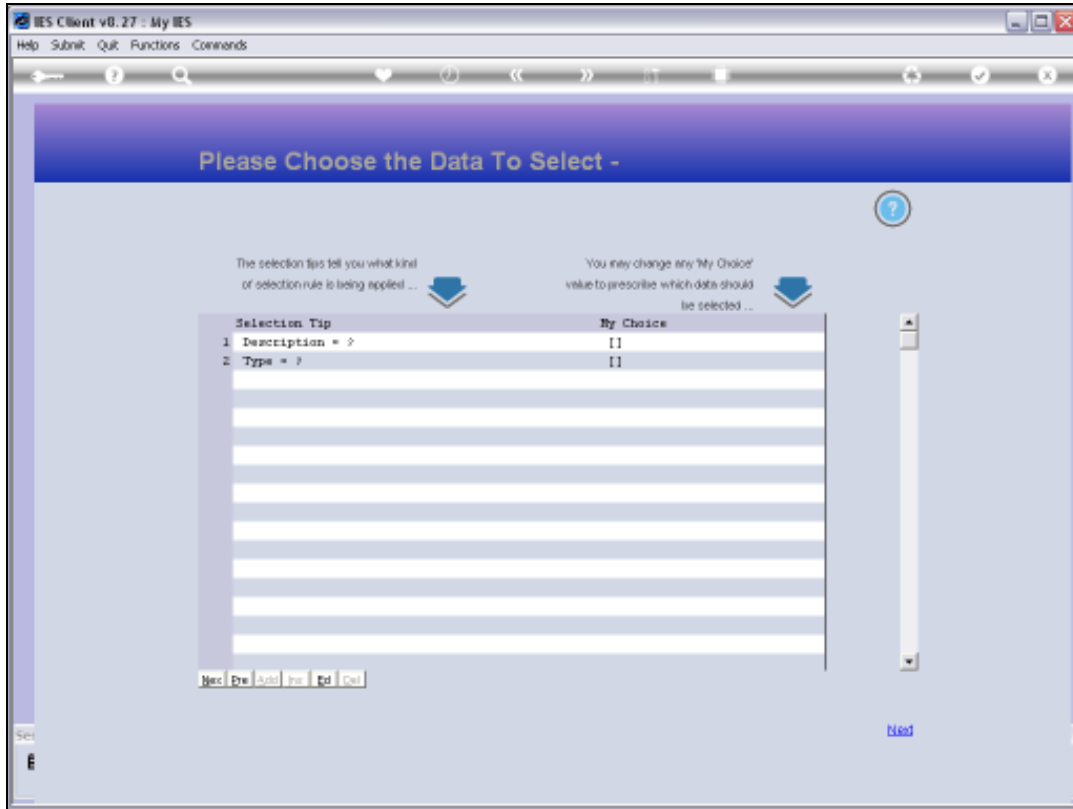 IES Client v8.27 : My IES
Help Submit Quit Functions Commands
Please Choose the Data To Select -
The selection tips tell you what kind
of selection rule is being applied ...
You may change any 'My Choice'
value to prescribe which data should
be selected ...
Selection Tip My Choice
1 Description = ? []
2 Type = ? []
Nex Pre Add Ins Ed Del
Next
Ses